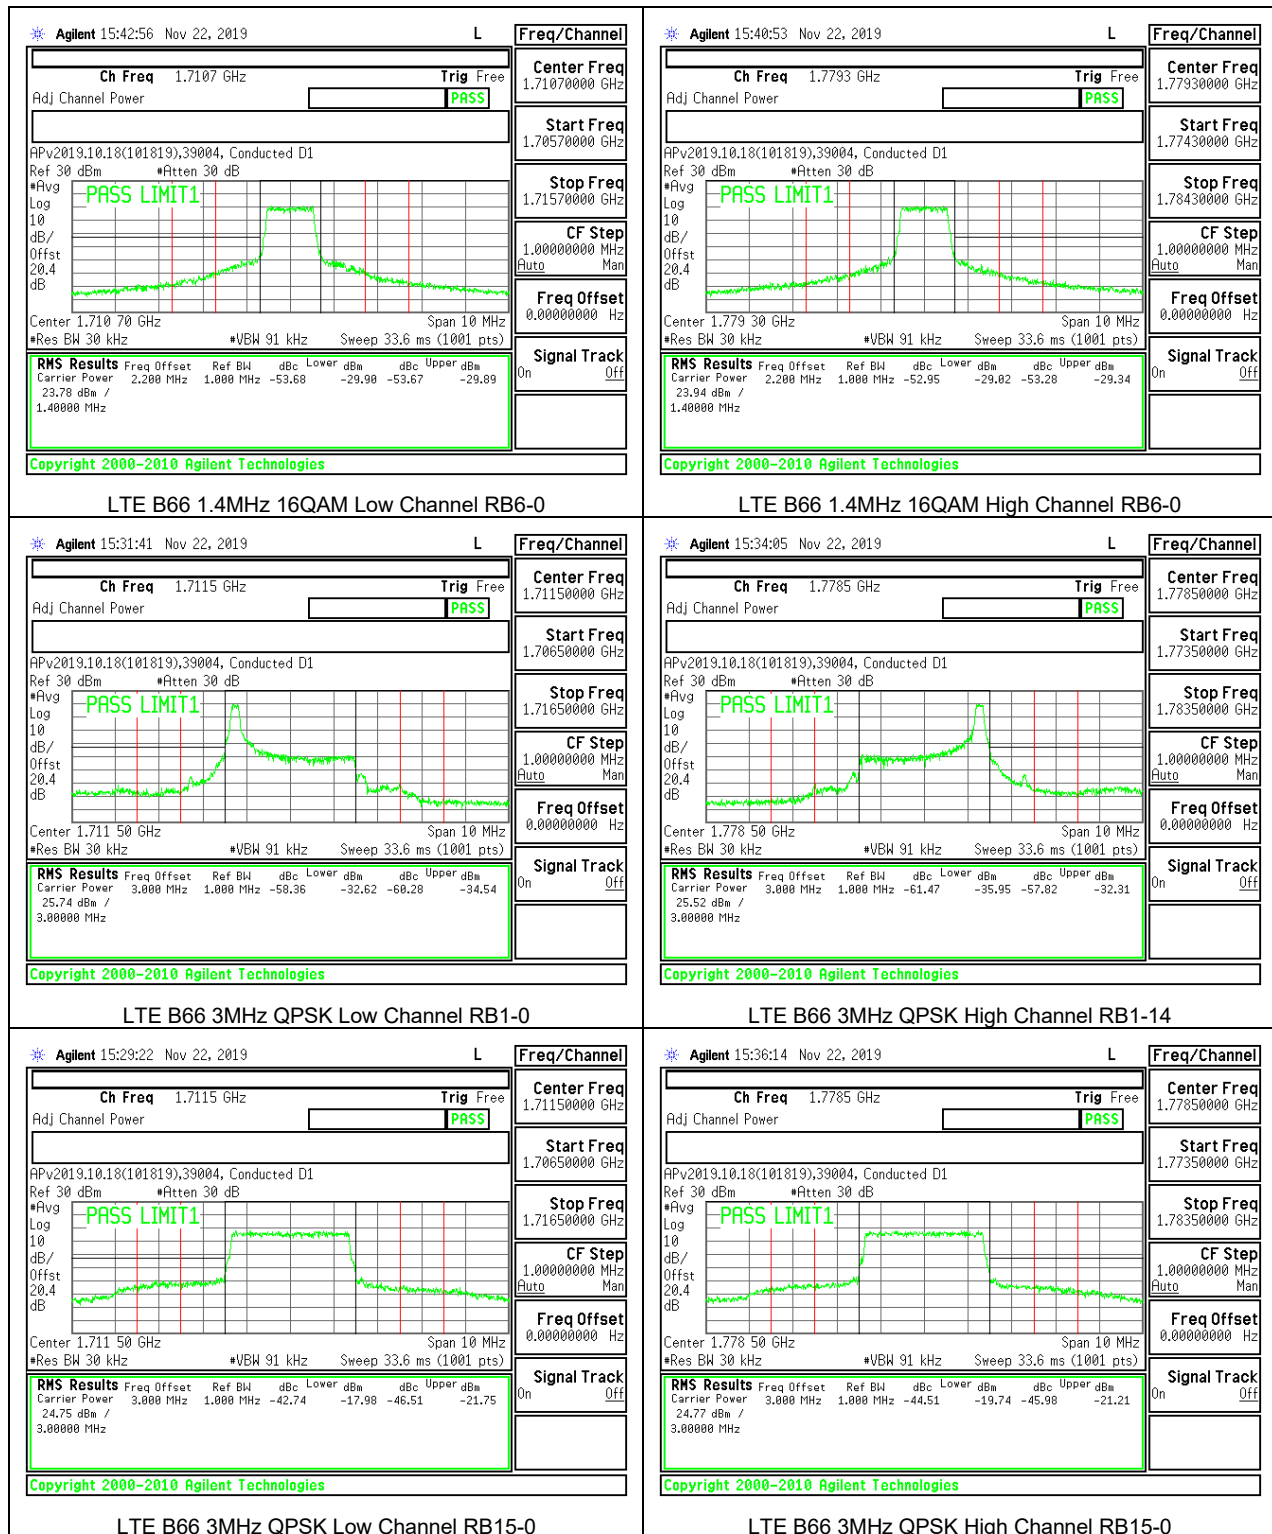 Agilent 15:42:56 Nov 22, 2019 L
Freq/Channel
Ch Freq 1.7107 GHz Trig Free
Adj Channel Power PASS
APv2019.10.18(101819),39004, Conducted D1
Ref 30 dBm #Atten 30 dB
#Avg
Log
10
dB/
Offst
20.4
dB
PASS LIMIT1
Center 1.710 70 GHz Span 10 MHz
#Res BW 30 kHz #VBW 91 kHz Sweep 33.6 ms (1001 pts)
RMS Results Freq Offset Ref BW dBc Lower dBm dBc Upper dBm
Carrier Power 2.200 MHz 1.000 MHz -53.68 -29.90 -53.67 -29.89
23.78 dBm /
1.40000 MHz
Copyright 2000-2010 Agilent Technologies
Center Freq
1.71070000 GHz
Start Freq
1.70570000 GHz
Stop Freq
1.71570000 GHz
CF Step
1.00000000 MHz
Auto Man
Freq Offset
0.00000000 Hz
Signal Track
On Off
LTE B66 1.4MHz 16QAM Low Channel RB6-0
Agilent 15:40:53 Nov 22, 2019 L
Freq/Channel
Ch Freq 1.7793 GHz Trig Free
Adj Channel Power PASS
APv2019.10.18(101819),39004, Conducted D1
Ref 30 dBm #Atten 30 dB
#Avg
Log
10
dB/
Offst
20.4
dB
PASS LIMIT1
Center 1.779 30 GHz Span 10 MHz
#Res BW 30 kHz #VBW 91 kHz Sweep 33.6 ms (1001 pts)
RMS Results Freq Offset Ref BW dBc Lower dBm dBc Upper dBm
Carrier Power 2.200 MHz 1.000 MHz -52.95 -29.02 -53.28 -29.34
23.94 dBm /
1.40000 MHz
Copyright 2000-2010 Agilent Technologies
Center Freq
1.77930000 GHz
Start Freq
1.77430000 GHz
Stop Freq
1.78430000 GHz
CF Step
1.00000000 MHz
Auto Man
Freq Offset
0.00000000 Hz
Signal Track
On Off
LTE B66 1.4MHz 16QAM High Channel RB6-0
Agilent 15:31:41 Nov 22, 2019 L
Freq/Channel
Ch Freq 1.7115 GHz Trig Free
Adj Channel Power PASS
APv2019.10.18(101819),39004, Conducted D1
Ref 30 dBm #Atten 30 dB
#Avg
Log
10
dB/
Offst
20.4
dB
PASS LIMIT1
Center 1.711 50 GHz Span 10 MHz
#Res BW 30 kHz #VBW 91 kHz Sweep 33.6 ms (1001 pts)
RMS Results Freq Offset Ref BW dBc Lower dBm dBc Upper dBm
Carrier Power 3.000 MHz 1.000 MHz -58.36 -32.62 -60.28 -34.54
25.74 dBm /
3.00000 MHz
Copyright 2000-2010 Agilent Technologies
Center Freq
1.71150000 GHz
Start Freq
1.70650000 GHz
Stop Freq
1.71650000 GHz
CF Step
1.00000000 MHz
Auto Man
Freq Offset
0.00000000 Hz
Signal Track
On Off
LTE B66 3MHz QPSK Low Channel RB1-0
Agilent 15:34:05 Nov 22, 2019 L
Freq/Channel
Ch Freq 1.7785 GHz Trig Free
Adj Channel Power PASS
APv2019.10.18(101819),39004, Conducted D1
Ref 30 dBm #Atten 30 dB
#Avg
Log
10
dB/
Offst
20.4
dB
PASS LIMIT1
Center 1.778 50 GHz Span 10 MHz
#Res BW 30 kHz #VBW 91 kHz Sweep 33.6 ms (1001 pts)
RMS Results Freq Offset Ref BW dBc Lower dBm dBc Upper dBm
Carrier Power 3.000 MHz 1.000 MHz -61.47 -35.95 -57.82 -32.31
25.52 dBm /
3.00000 MHz
Copyright 2000-2010 Agilent Technologies
Center Freq
1.77850000 GHz
Start Freq
1.77350000 GHz
Stop Freq
1.78350000 GHz
CF Step
1.00000000 MHz
Auto Man
Freq Offset
0.00000000 Hz
Signal Track
On Off
LTE B66 3MHz QPSK High Channel RB1-14
Agilent 15:29:22 Nov 22, 2019 L
Freq/Channel
Ch Freq 1.7115 GHz Trig Free
Adj Channel Power PASS
APv2019.10.18(101819),39004, Conducted D1
Ref 30 dBm #Atten 30 dB
#Avg
Log
10
dB/
Offst
20.4
dB
PASS LIMIT1
Center 1.711 50 GHz Span 10 MHz
#Res BW 30 kHz #VBW 91 kHz Sweep 33.6 ms (1001 pts)
RMS Results Freq Offset Ref BW dBc Lower dBm dBc Upper dBm
Carrier Power 3.000 MHz 1.000 MHz -42.74 -17.98 -46.51 -21.75
24.75 dBm /
3.00000 MHz
Copyright 2000-2010 Agilent Technologies
Center Freq
1.71150000 GHz
Start Freq
1.70650000 GHz
Stop Freq
1.71650000 GHz
CF Step
1.00000000 MHz
Auto Man
Freq Offset
0.00000000 Hz
Signal Track
On Off
LTE B66 3MHz QPSK Low Channel RB15-0
Agilent 15:36:14 Nov 22, 2019 L
Freq/Channel
Ch Freq 1.7785 GHz Trig Free
Adj Channel Power PASS
APv2019.10.18(101819),39004, Conducted D1
Ref 30 dBm #Atten 30 dB
#Avg
Log
10
dB/
Offst
20.4
dB
PASS LIMIT1
Center 1.778 50 GHz Span 10 MHz
#Res BW 30 kHz #VBW 91 kHz Sweep 33.6 ms (1001 pts)
RMS Results Freq Offset Ref BW dBc Lower dBm dBc Upper dBm
Carrier Power 3.000 MHz 1.000 MHz -44.51 -19.74 -45.98 -21.21
24.77 dBm /
3.00000 MHz
Copyright 2000-2010 Agilent Technologies
Center Freq
1.77850000 GHz
Start Freq
1.77350000 GHz
Stop Freq
1.78350000 GHz
CF Step
1.00000000 MHz
Auto Man
Freq Offset
0.00000000 Hz
Signal Track
On Off
LTE B66 3MHz QPSK High Channel RB15-0